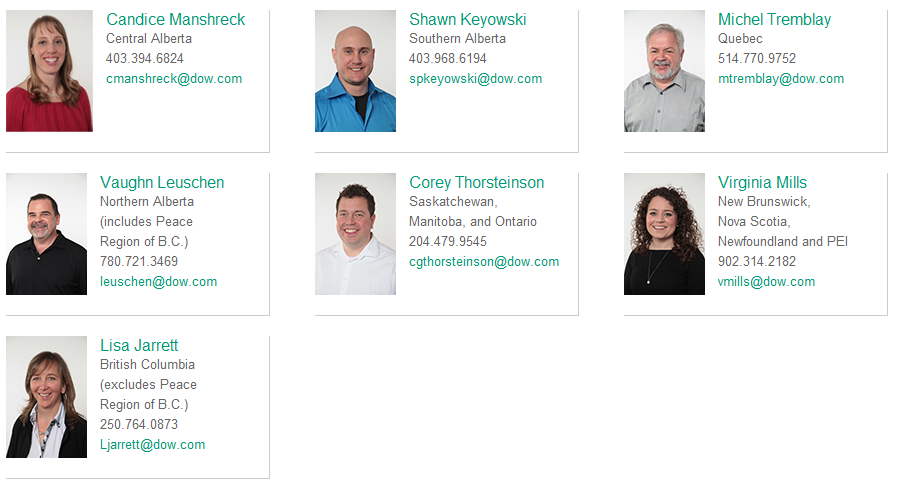 Candice Manshreck
Central Alberta
403.394.6824
cmanshreck@dow.com
Shawn Keyowski
Southern Alberta
403.968.6194
spkeyowski@dow.com
Michel Tremblay
Quebec
514.770.9752
mtremblay@dow.com
Vaughn Leuschen
Northern Alberta
(includes Peace
Region of B.C.)
780.721.3469
leuschen@dow.com
Corey Thorsteinson
Saskatchewan,
Manitoba, and Ontario
204.479.9545
cgthorsteinson@dow.com
Virginia Mills
New Brunswick,
Nova Scotia,
Newfoundland and PEI
902.314.2182
vmills@dow.com
Lisa Jarrett
British Columbia
(excludes Peace
Region of B.C.)
250.764.0873
Ljarrett@dow.com